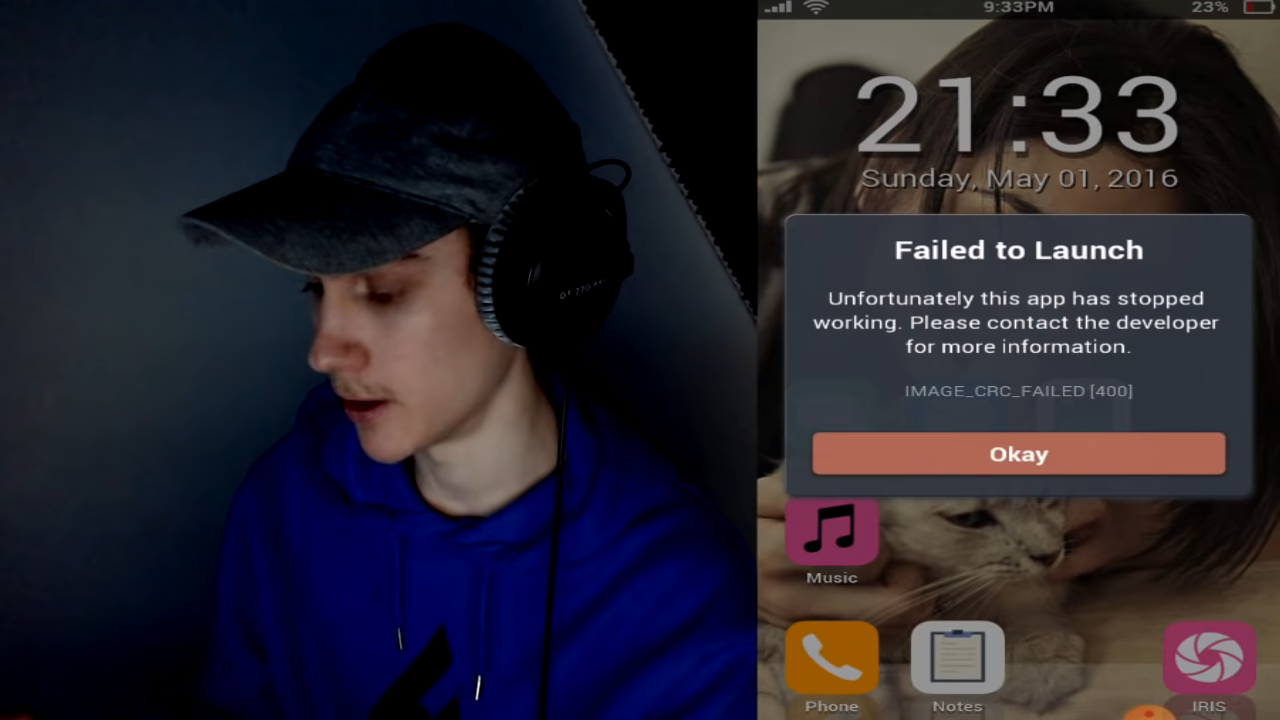 9:33PM
23%
21:33
Sunday, May 01, 2016
Failed to Launch
Unfortunately this app has stopped
working. Please contact the developer
for more information.
IMAGE_CRC_FAILED [400]
Okay
Music
Phone
Notes
IRIS